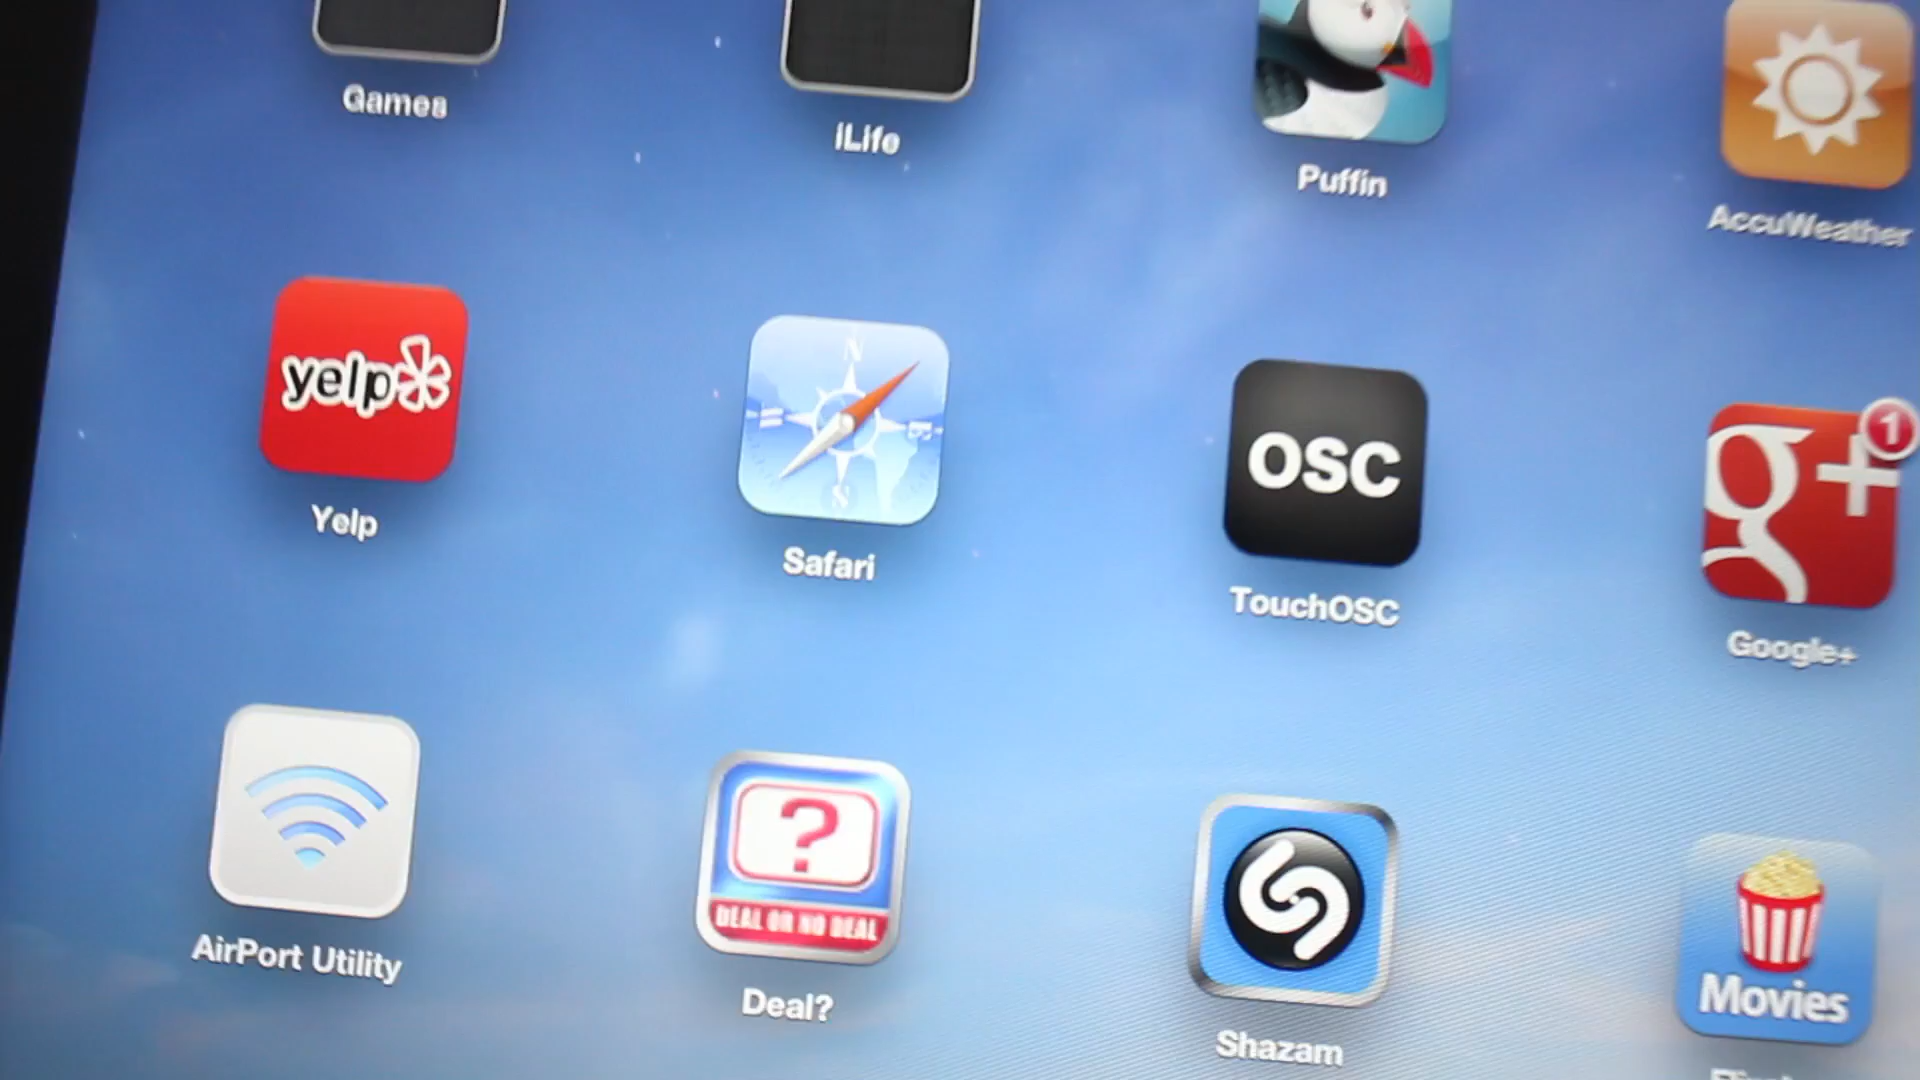 Games
iLife
Puffin
AccuWeather
yelp
Yelp
N
S
Safari
OSC
TouchOSC
g+
1
Google+
AirPort Utility
?
DEAL OR NO DEAL
Deal?
Shazam
Movies